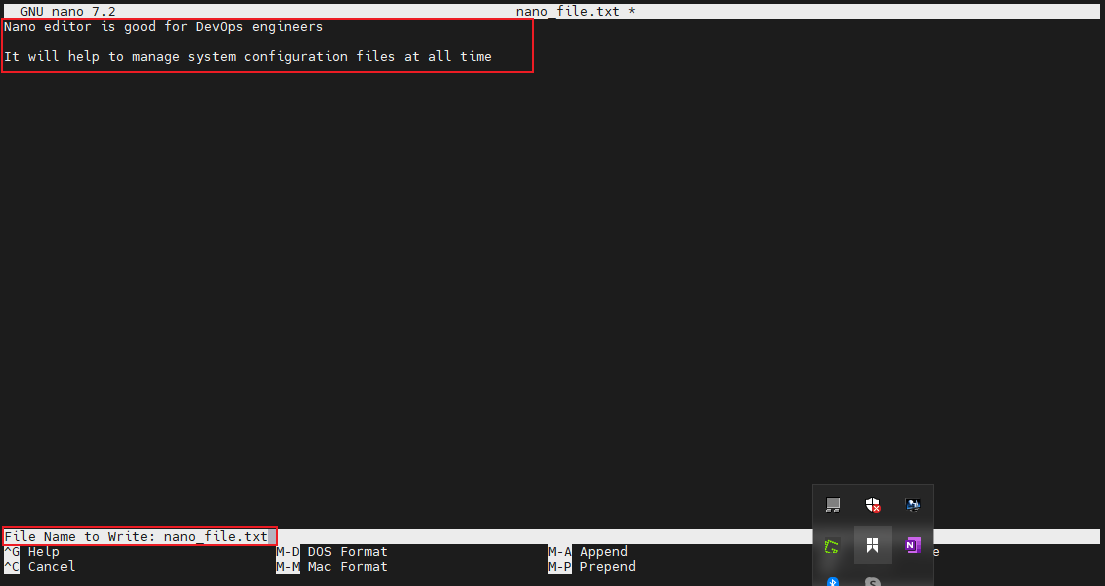 GNU nano 7.2 nano_file.txt *
Nano editor is good for DevOps engineers
It will help to manage system configuration files at all time
File Name to Write: nano_file.txt
^G Help M-D DOS Format M-A Append
^C Cancel M-M Mac Format M-P Prepend